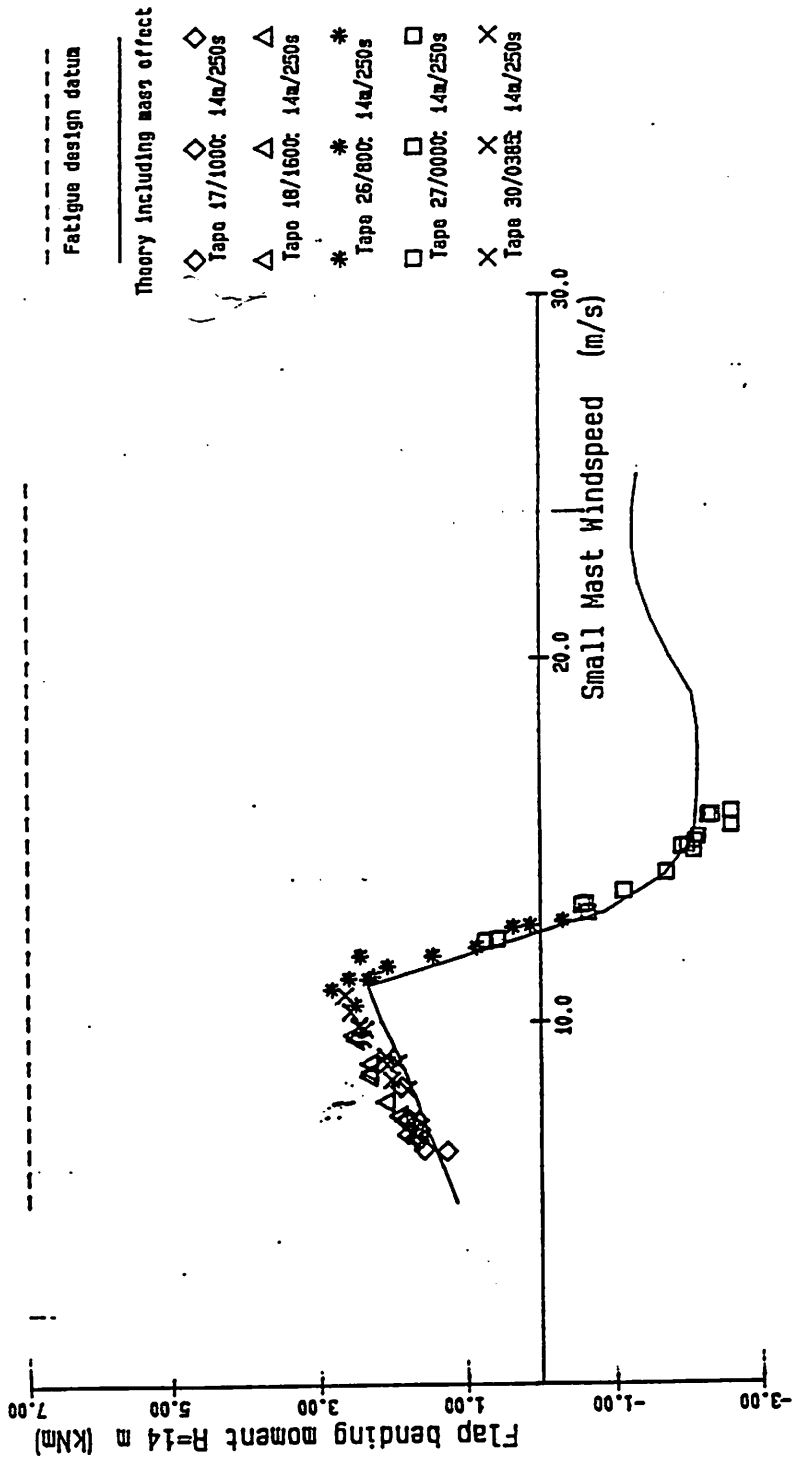 Fatigue design datum
Theory including mass effect
Tape 17/1000: 14m/250s
Tape 18/1600: 14m/250s
Tape 26/800: 14m/250s
Tape 27/0000: 14m/250s
Tape 30/0385: 14m/250s
7.00
5.00
3.00
1.00
-1.00
-3.00
Flap bending moment R=14 m (kNm)
10.0
20.0
30.0
Small Mast Windspeed (m/s)